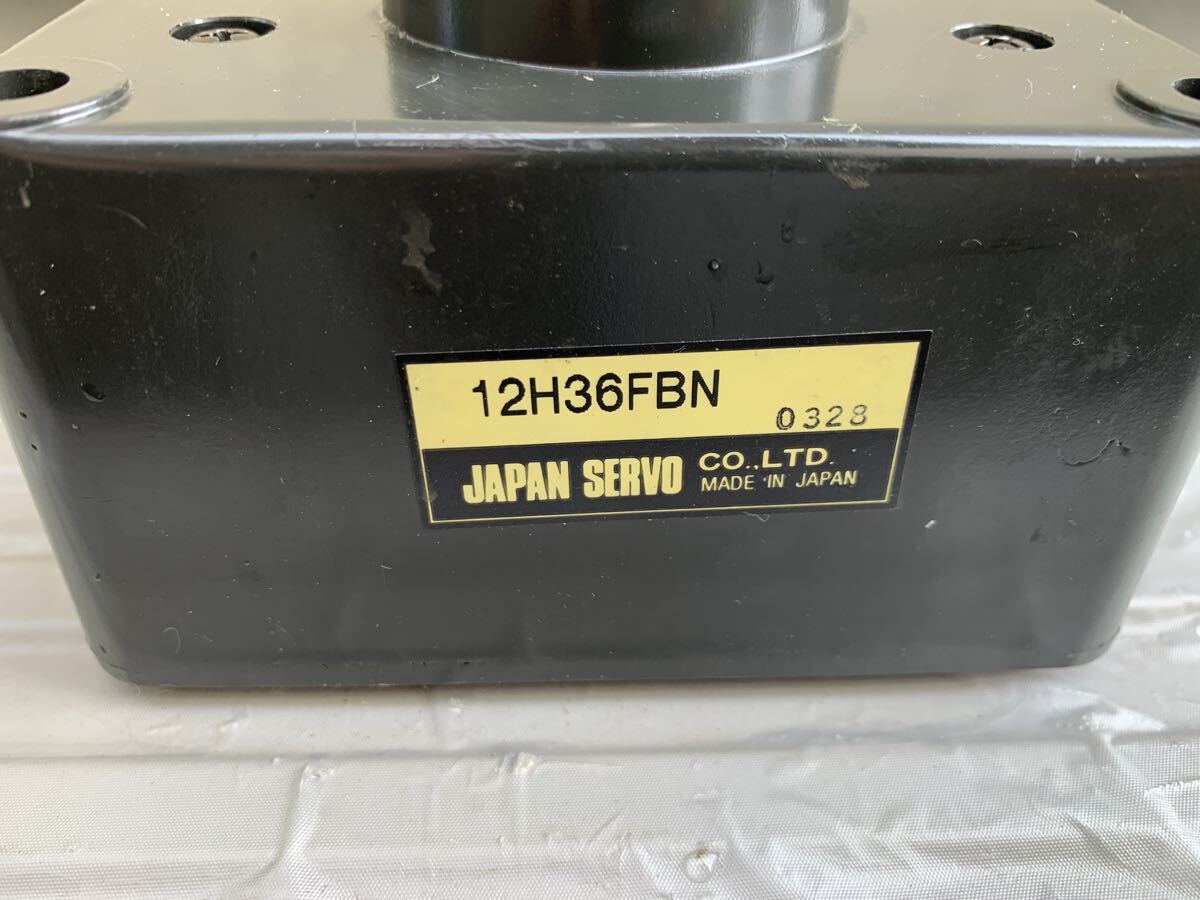 12H36FBN
0328
JAPAN SERVO CO.,LTD.
MADE IN JAPAN